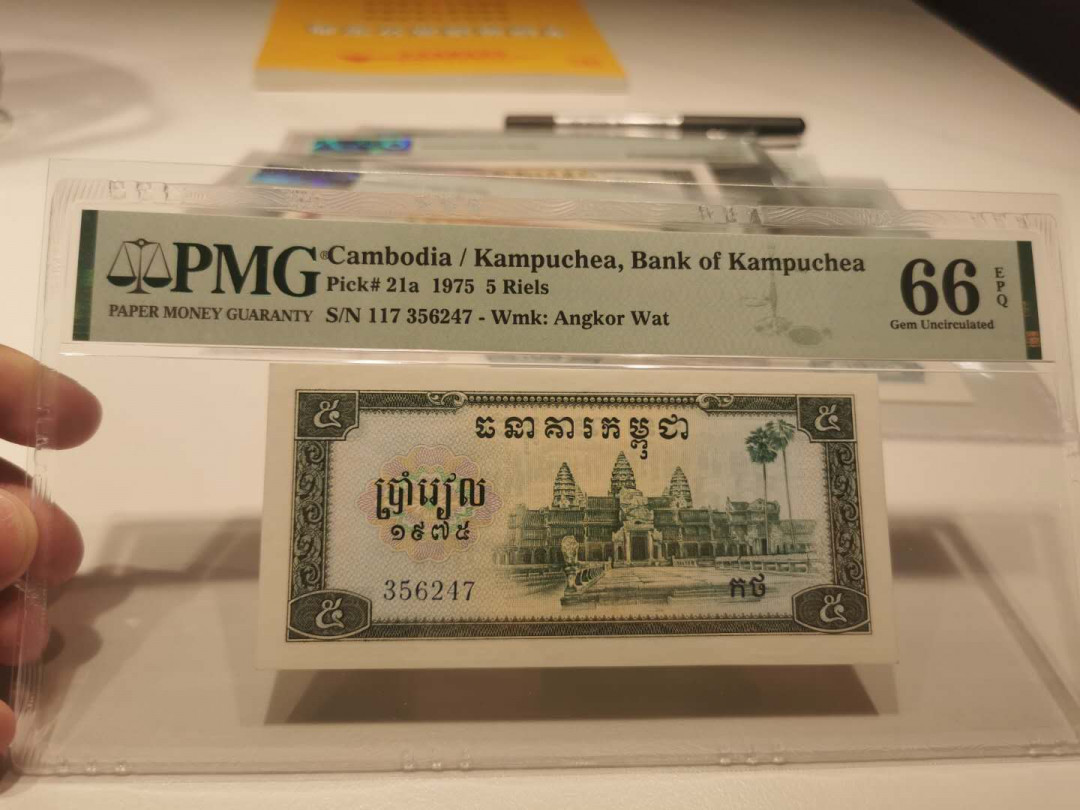 PMG®
PAPER MONEY GUARANTY
Cambodia / Kampuchea, Bank of Kampuchea
Pick# 21a 1975 5 Riels
S/N 117 356247 - Wmk: Angkor Wat
66
EPQ
Gem Uncirculated
៥ ៥
ធនាគារកម្ពុជា
ប្រាំរៀល
១៩៧៥
356247
កថ
៥ ៥